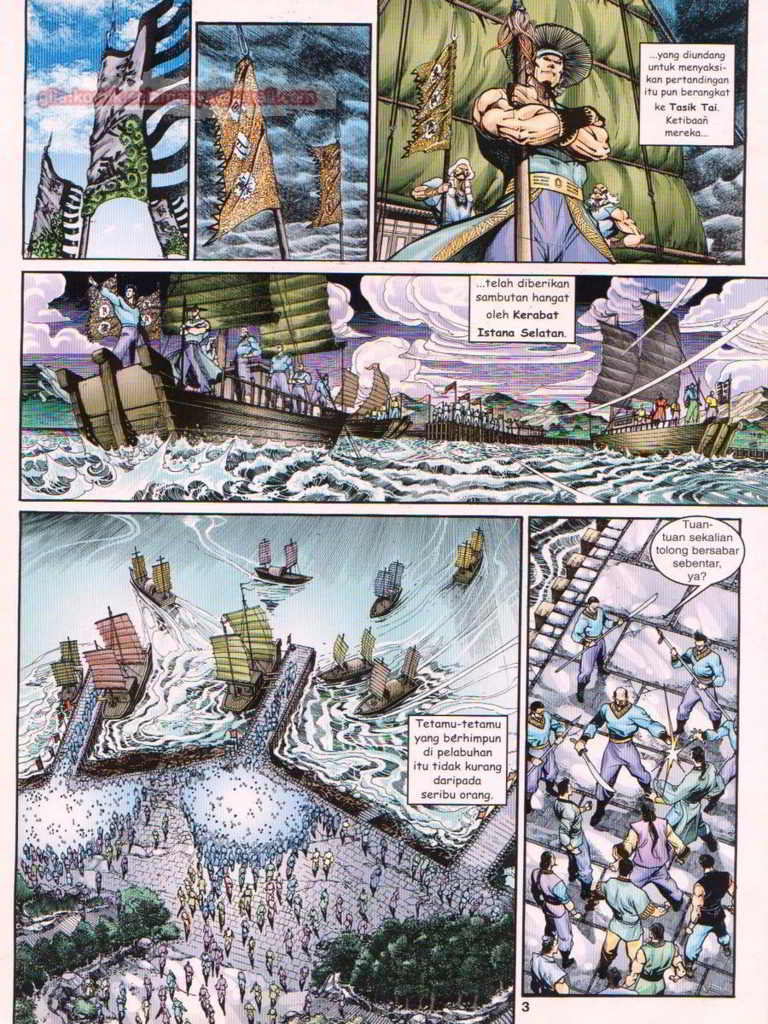 ...yang diundang
untuk menyaksi-
kan pertandingan
itu pun berangkat
ke Tasik Tai.
Ketibaan
mereka...
...telah diberikan
sambutan hangat
oleh Kerabat
Istana Selatan.
Tetamu-tetamu
yang berhimpun
di pelabuhan
itu tidak kurang
daripada
seribu orang.
Tuan-
tuan sekalian
tolong bersabar
sebentar,
ya?
3